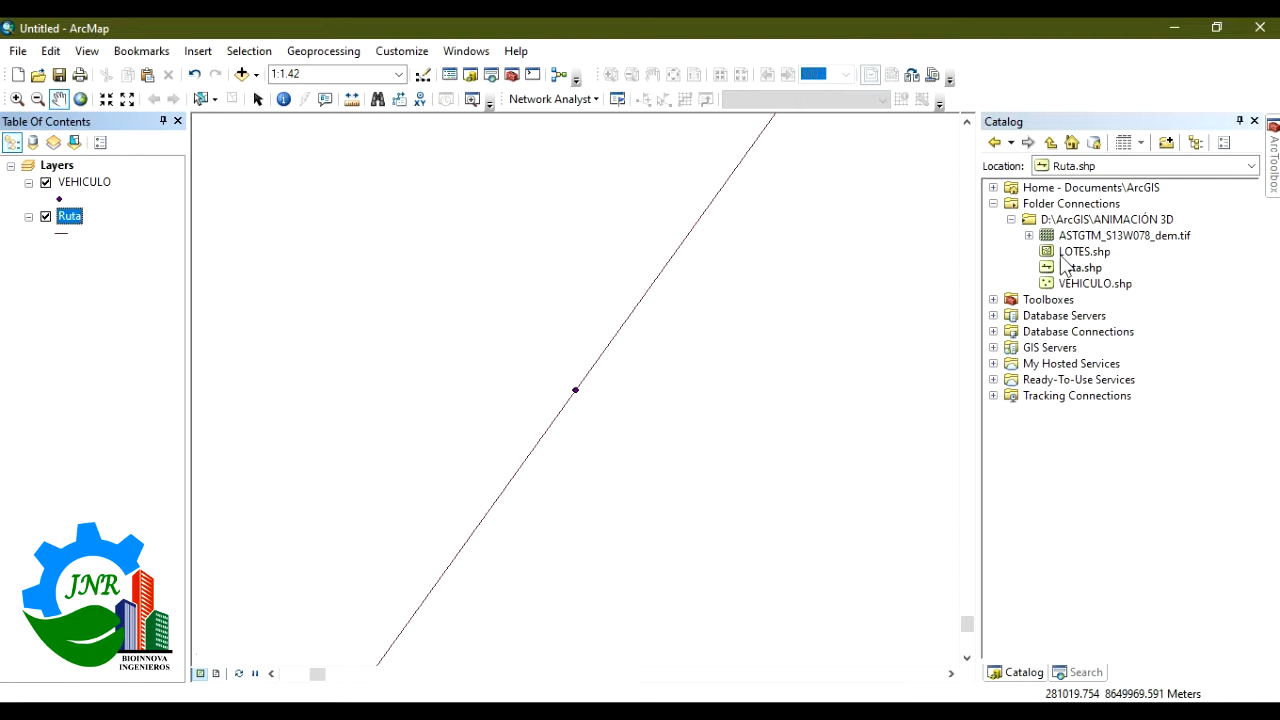 Untitled - ArcMap
File Edit View Bookmarks Insert Selection Geoprocessing Customize Windows Help
1:1.42
Network Analyst
Table Of Contents
Catalog
Layers
VEHICULO
Ruta
Location: Ruta.shp
Home - Documents\ArcGIS
Folder Connections
D:\ArcGIS\ANIMACIÓN 3D
ASTGTM_S13W078_dem.tif
LOTES.shp
ta.shp
VEHICULO.shp
Toolboxes
Database Servers
Database Connections
GIS Servers
My Hosted Services
Ready-To-Use Services
Tracking Connections
ArcToolbox
JNR
BIOINNOVA
INGENIEROS
Catalog Search
281019.754 8649969.591 Meters